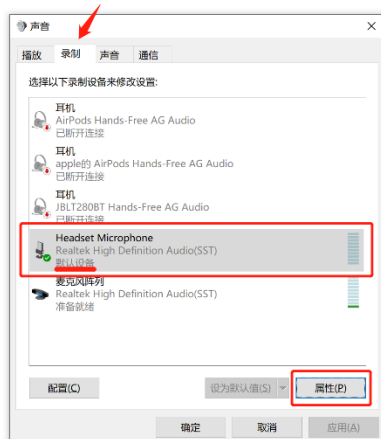 声音
播放 录制 声音 通信
选择以下录制设备来修改设置:
耳机
AirPods Hands-Free AG Audio
已断开连接
耳机
apple的 AirPods Hands-Free AG Audio
已断开连接
耳机
JBLT280BT Hands-Free AG Audio
已断开连接
Headset Microphone
Realtek High Definition Audio(SST)
默认设备
麦克风阵列
Realtek High Definition Audio(SST)
准备就绪
配置(C) 设为默认值(S) 属性(P)
确定 取消 应用(A)